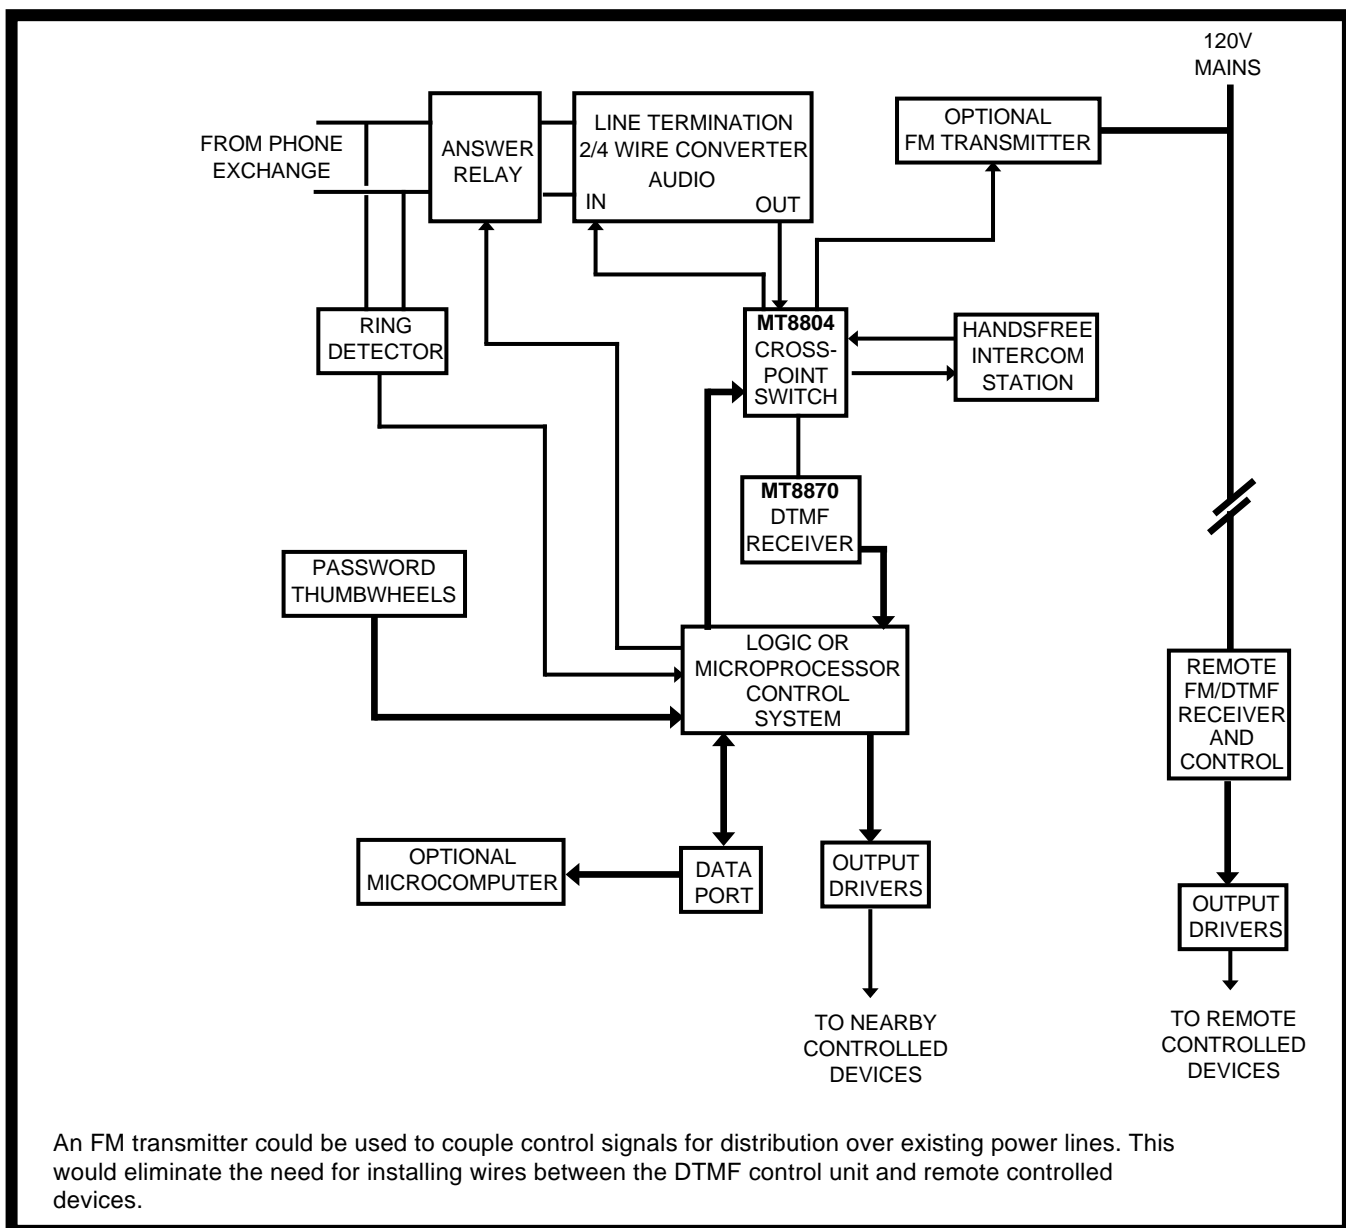 120V
MAINS
FROM PHONE
EXCHANGE
ANSWER
RELAY
LINE TERMINATION
2/4 WIRE CONVERTER
AUDIO
IN
OUT
OPTIONAL
FM TRANSMITTER
RING
DETECTOR
MT8804
CROSS-
POINT
SWITCH
HANDSFREE
INTERCOM
STATION
MT8870
DTMF
RECEIVER
PASSWORD
THUMBWHEELS
LOGIC OR
MICROPROCESSOR
CONTROL
SYSTEM
REMOTE
FM/DTMF
RECEIVER
AND
CONTROL
OPTIONAL
MICROCOMPUTER
DATA
PORT
OUTPUT
DRIVERS
OUTPUT
DRIVERS
TO NEARBY
CONTROLLED
DEVICES
TO REMOTE
CONTROLLED
DEVICES
An FM transmitter could be used to couple control signals for distribution over existing power lines. This
would eliminate the need for installing wires between the DTMF control unit and remote controlled
devices.